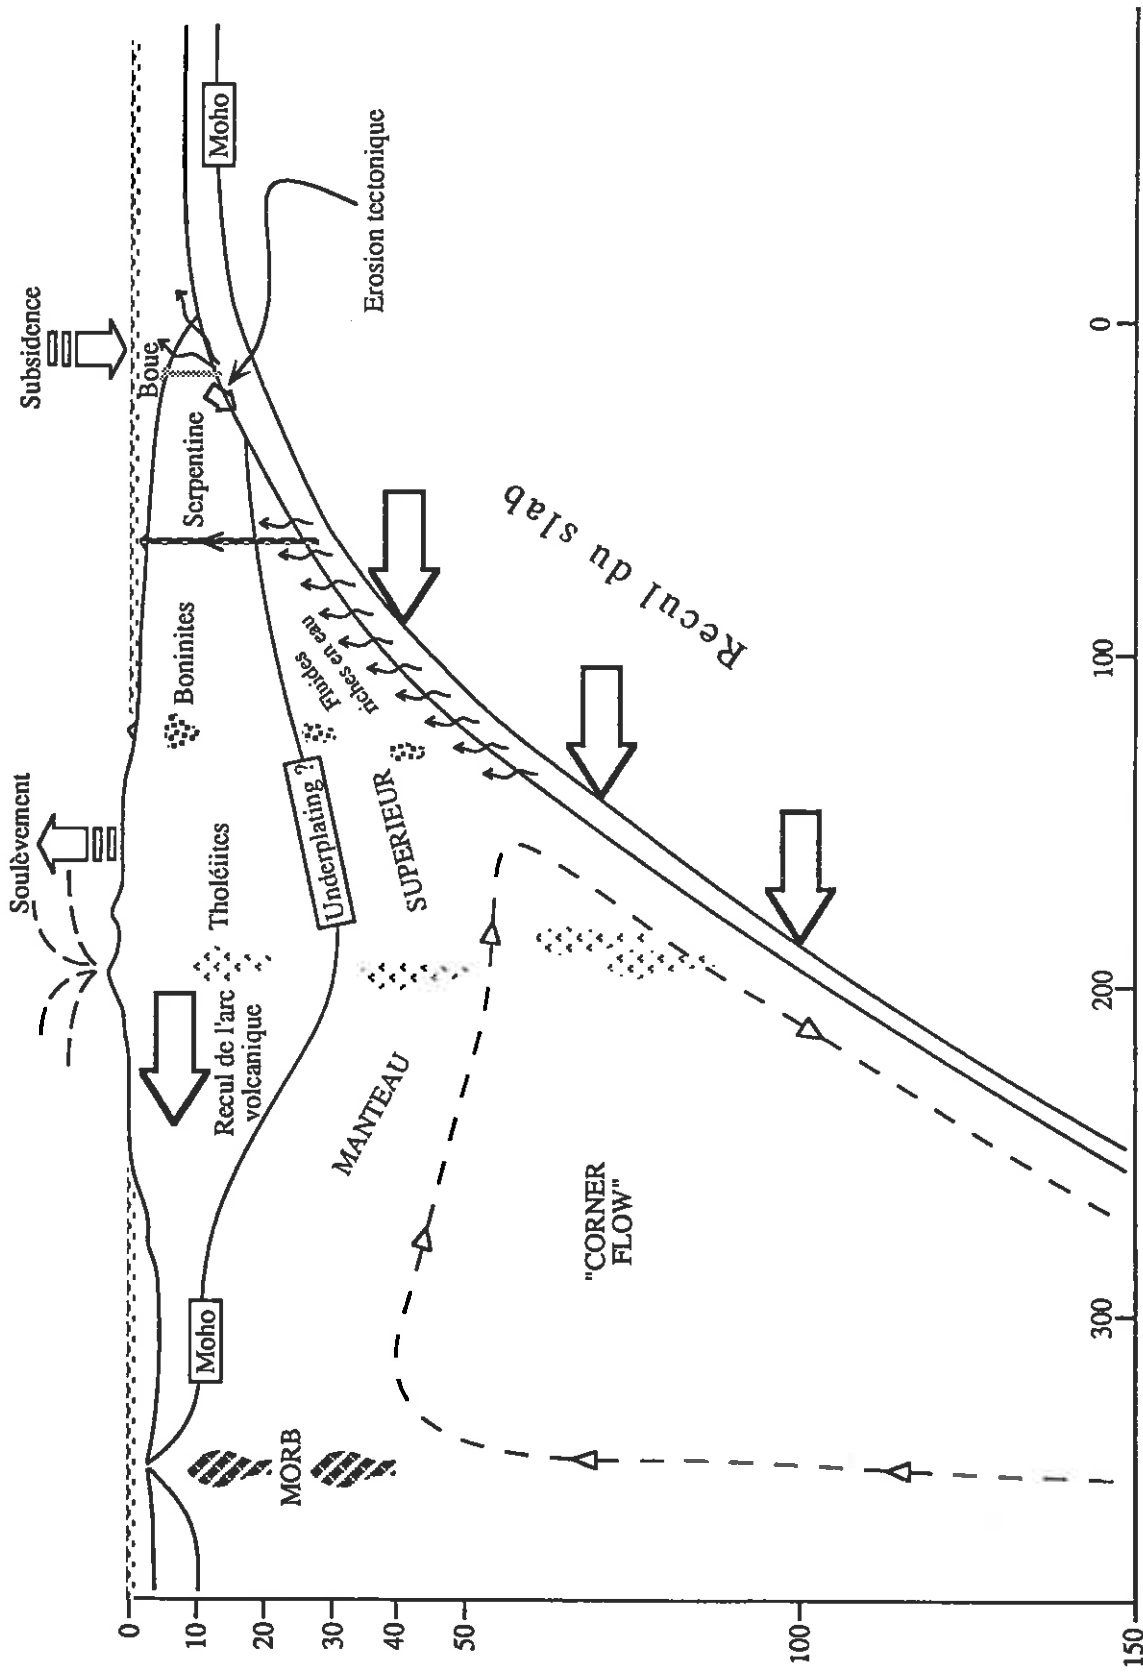 Subsidence
Soulèvement
Boue
Moho
Serpentine
Boninites
Tholéiites
Recul de l'arc
volcanique
Erosion tectonique
Fluides
riches en eau
Underplating ?
Moho
MORB
SUPERIEUR
MANTEAU
Recul du slab
"CORNER
FLOW"
0
10
20
30
40
50
100
150
300
200
100
0